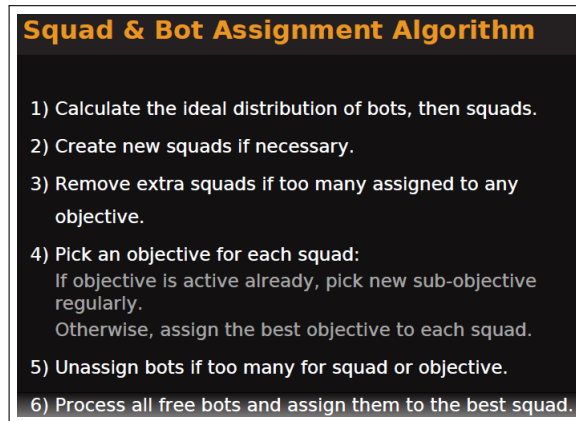 Squad & Bot Assignment Algorithm
1) Calculate the ideal distribution of bots, then squads.
2) Create new squads if necessary.
3) Remove extra squads if too many assigned to any
objective.
4) Pick an objective for each squad:
If objective is active already, pick new sub-objective
regularly.
Otherwise, assign the best objective to each squad.
5) Unassign bots if too many for squad or objective.
6) Process all free bots and assign them to the best squad.